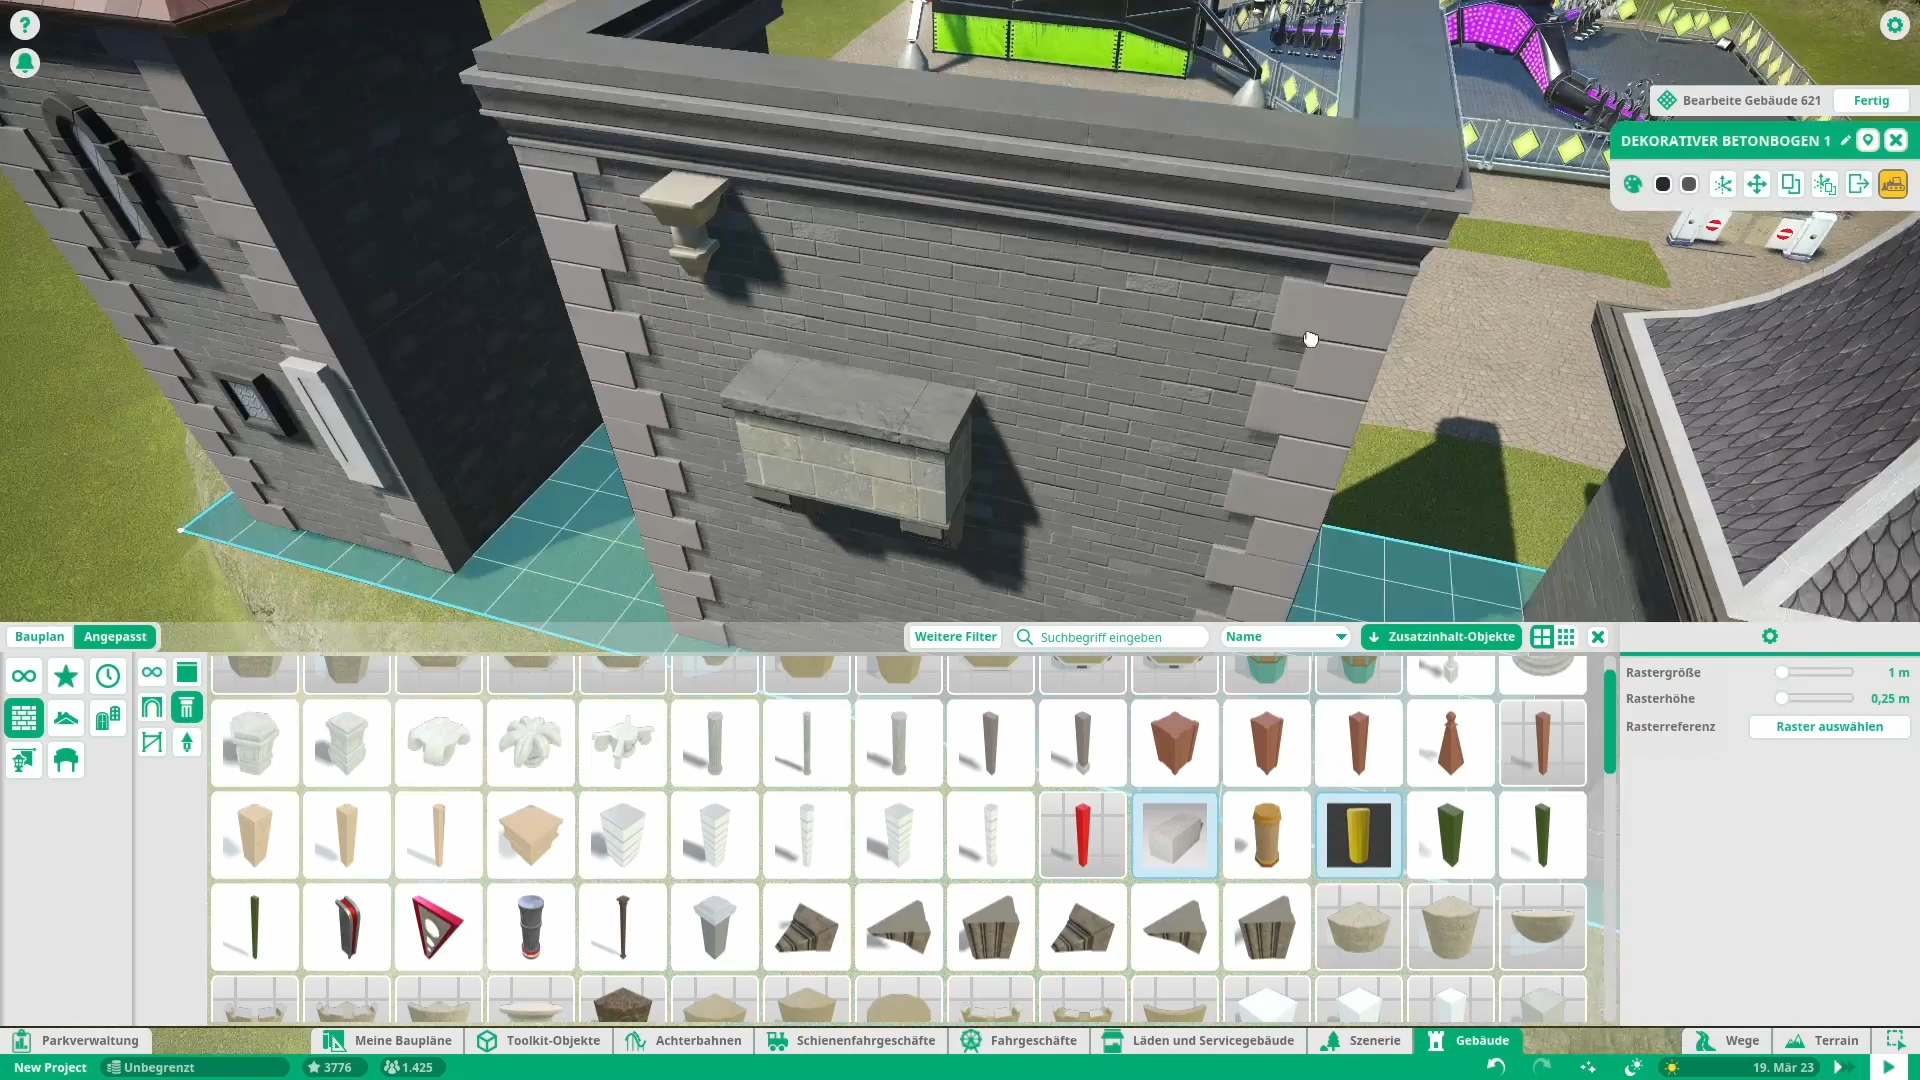 ?
Bearbeite Gebäude 621
Fertig
DEKORATIVER BETONBOGEN 1
Bauplan
Angepasst
Weitere Filter
Suchbegriff eingeben
Name
Zusatzinhalt-Objekte
Rastergröße
1 m
Rasterhöhe
0,25 m
Rasterreferenz
Raster auswählen
Parkverwaltung
Meine Baupläne
Toolkit-Objekte
Achterbahnen
Schienenfahrgeschäfte
Fahrgeschäfte
Läden und Servicegebäude
Szenerie
Gebäude
Wege
Terrain
New Project
Unbegrenzt
3776
1.425
19. Mär 23